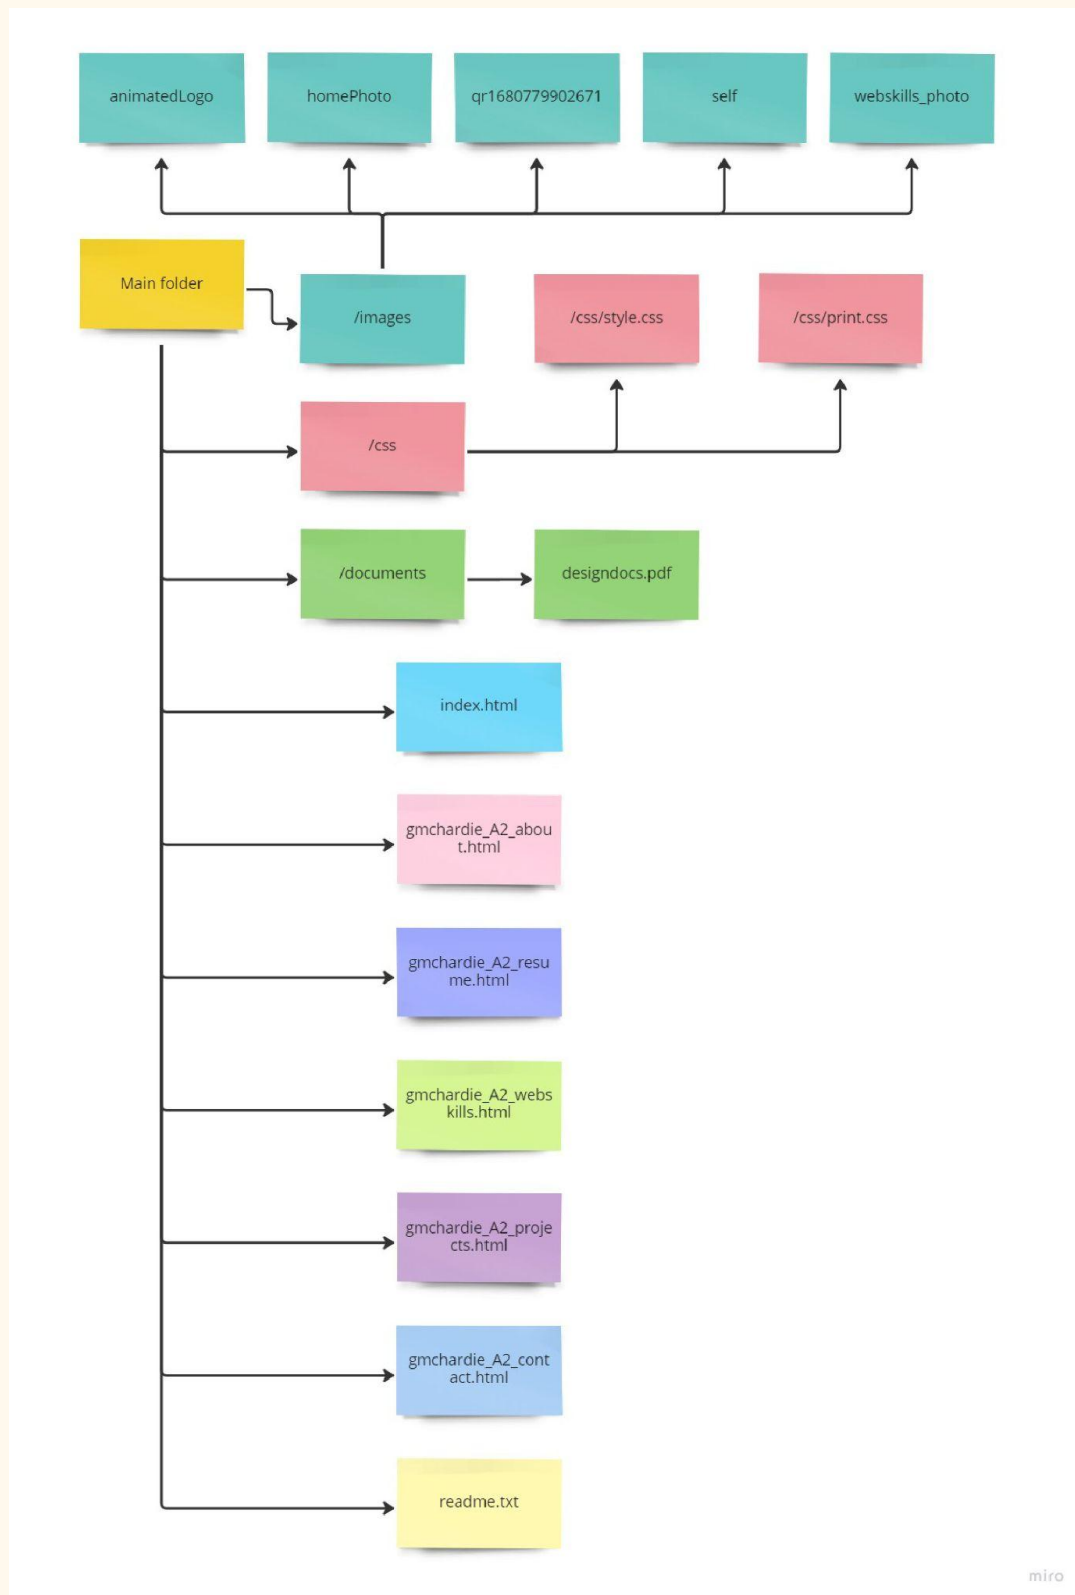 animatedLogo
homePhoto
qr1680779902671
self
webskills_photo
Main folder
/images
/css/style.css
/css/print.css
/css
/documents
designdocs.pdf
index.html
gmchardie_A2_abou
t.html
gmchardie_A2_resu
me.html
gmchardie_A2_webs
kills.html
gmchardie_A2_proje
cts.html
gmchardie_A2_cont
act.html
readme.txt
miro